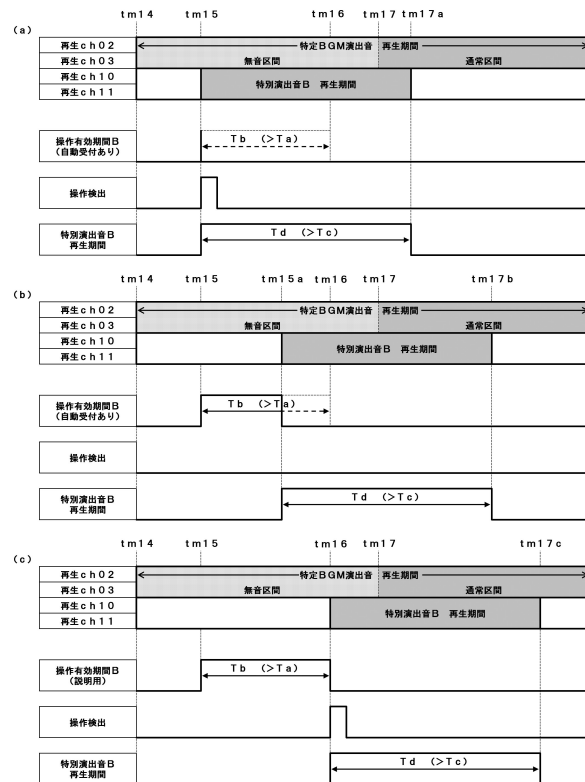 (a)
tm14 tm15 tm16 tm17 tm17a
再生ch02
再生ch03
再生ch10
再生ch11
特定BGM演出音 再生期間
無音区間 通常区間
特別演出音B 再生期間
操作有効期間B
(自動受付あり)
Tb (>Ta)
操作検出
特別演出音B
再生期間
Td (>Tc)
(b)
tm14 tm15 tm15a tm16 tm17 tm17b
再生ch02
再生ch03
再生ch10
再生ch11
特定BGM演出音 再生期間
無音区間 通常区間
特別演出音B 再生期間
操作有効期間B
(自動受付あり)
Tb (>Ta)
操作検出
特別演出音B
再生期間
Td (>Tc)
(c)
tm14 tm15 tm16 tm17 tm17c
再生ch02
再生ch03
再生ch10
再生ch11
特定BGM演出音 再生期間
無音区間 通常区間
特別演出音B 再生期間
操作有効期間B
(説明用)
Tb (>Ta)
操作検出
特別演出音B
再生期間
Td (>Tc)